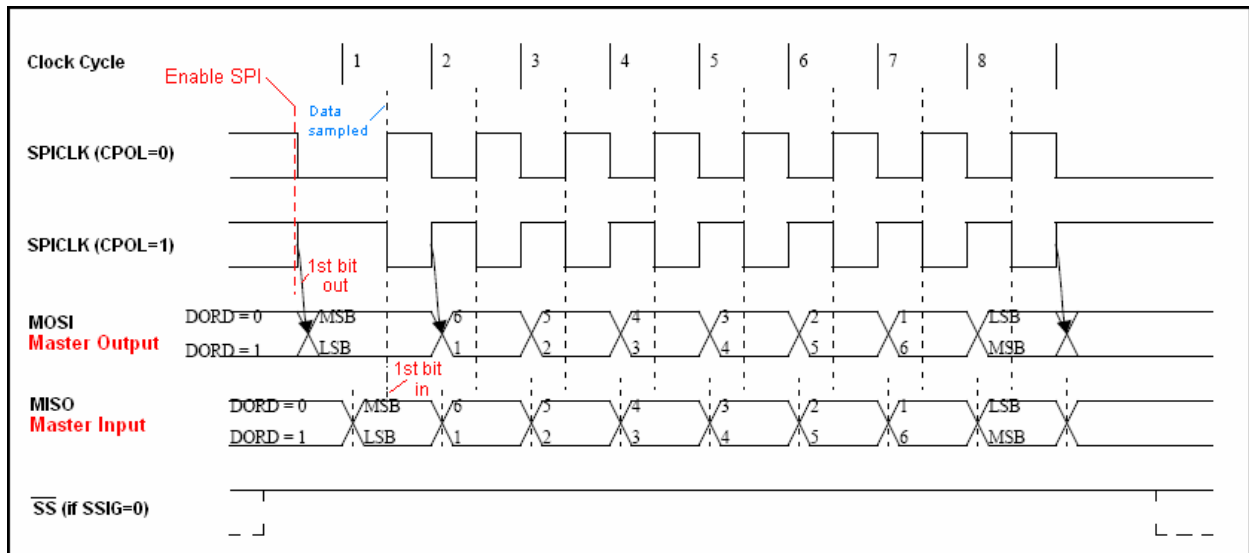 Clock Cycle 1 2 3 4 5 6 7 8
Enable SPI
Data
sampled
SPICLK (CPOL=0)
SPICLK (CPOL=1)
1st bit
out
MOSI
Master Output
DORD = 0 MSB 6 5 4 3 2 1 LSB
DORD = 1 LSB 1 2 3 4 5 6 MSB
1st bit
in
MISO
Master Input
DORD = 0 MSB 6 5 4 3 2 1 LSB
DORD = 1 LSB 1 2 3 4 5 6 MSB
SS (if SSIG=0)